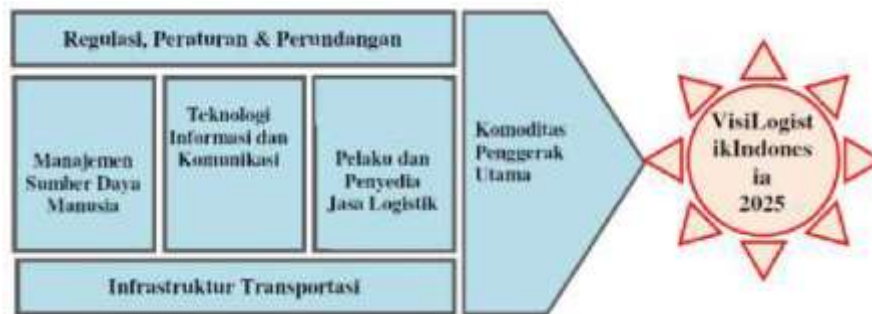 Regulasi, Peraturan & Perundangan
Manajemen
Sumber Daya
Manusia
Teknologi
Informasi dan
Komunikasi
Pelaku dan
Penyedia
Jasa Logistik
Infrastruktur Transportasi
Komoditas
Penggerak
Utama
VisiLogist
ikIndones
ia
2025